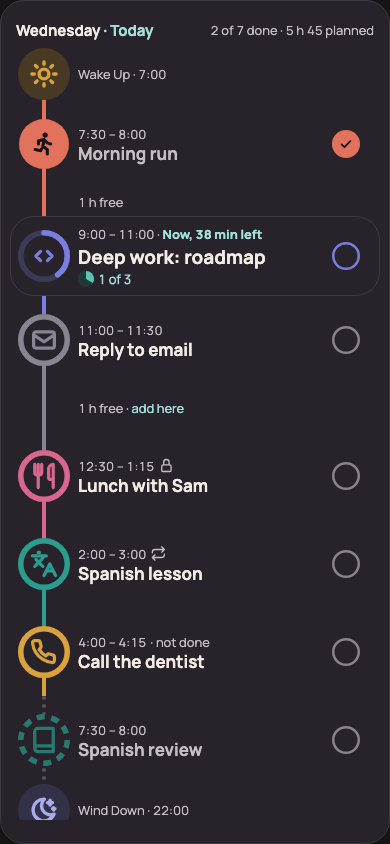 Wednesday · Today
2 of 7 done · 5 h 45 planned
Wake Up · 7:00
7:30 – 8:00
Morning run
1 h free
9:00 – 11:00 · Now, 38 min left
Deep work: roadmap
1 of 3
11:00 – 11:30
Reply to email
1 h free · add here
12:30 – 1:15
Lunch with Sam
2:00 – 3:00
Spanish lesson
4:00 – 4:15 · not done
Call the dentist
7:30 – 8:00
Spanish review
Wind Down · 22:00